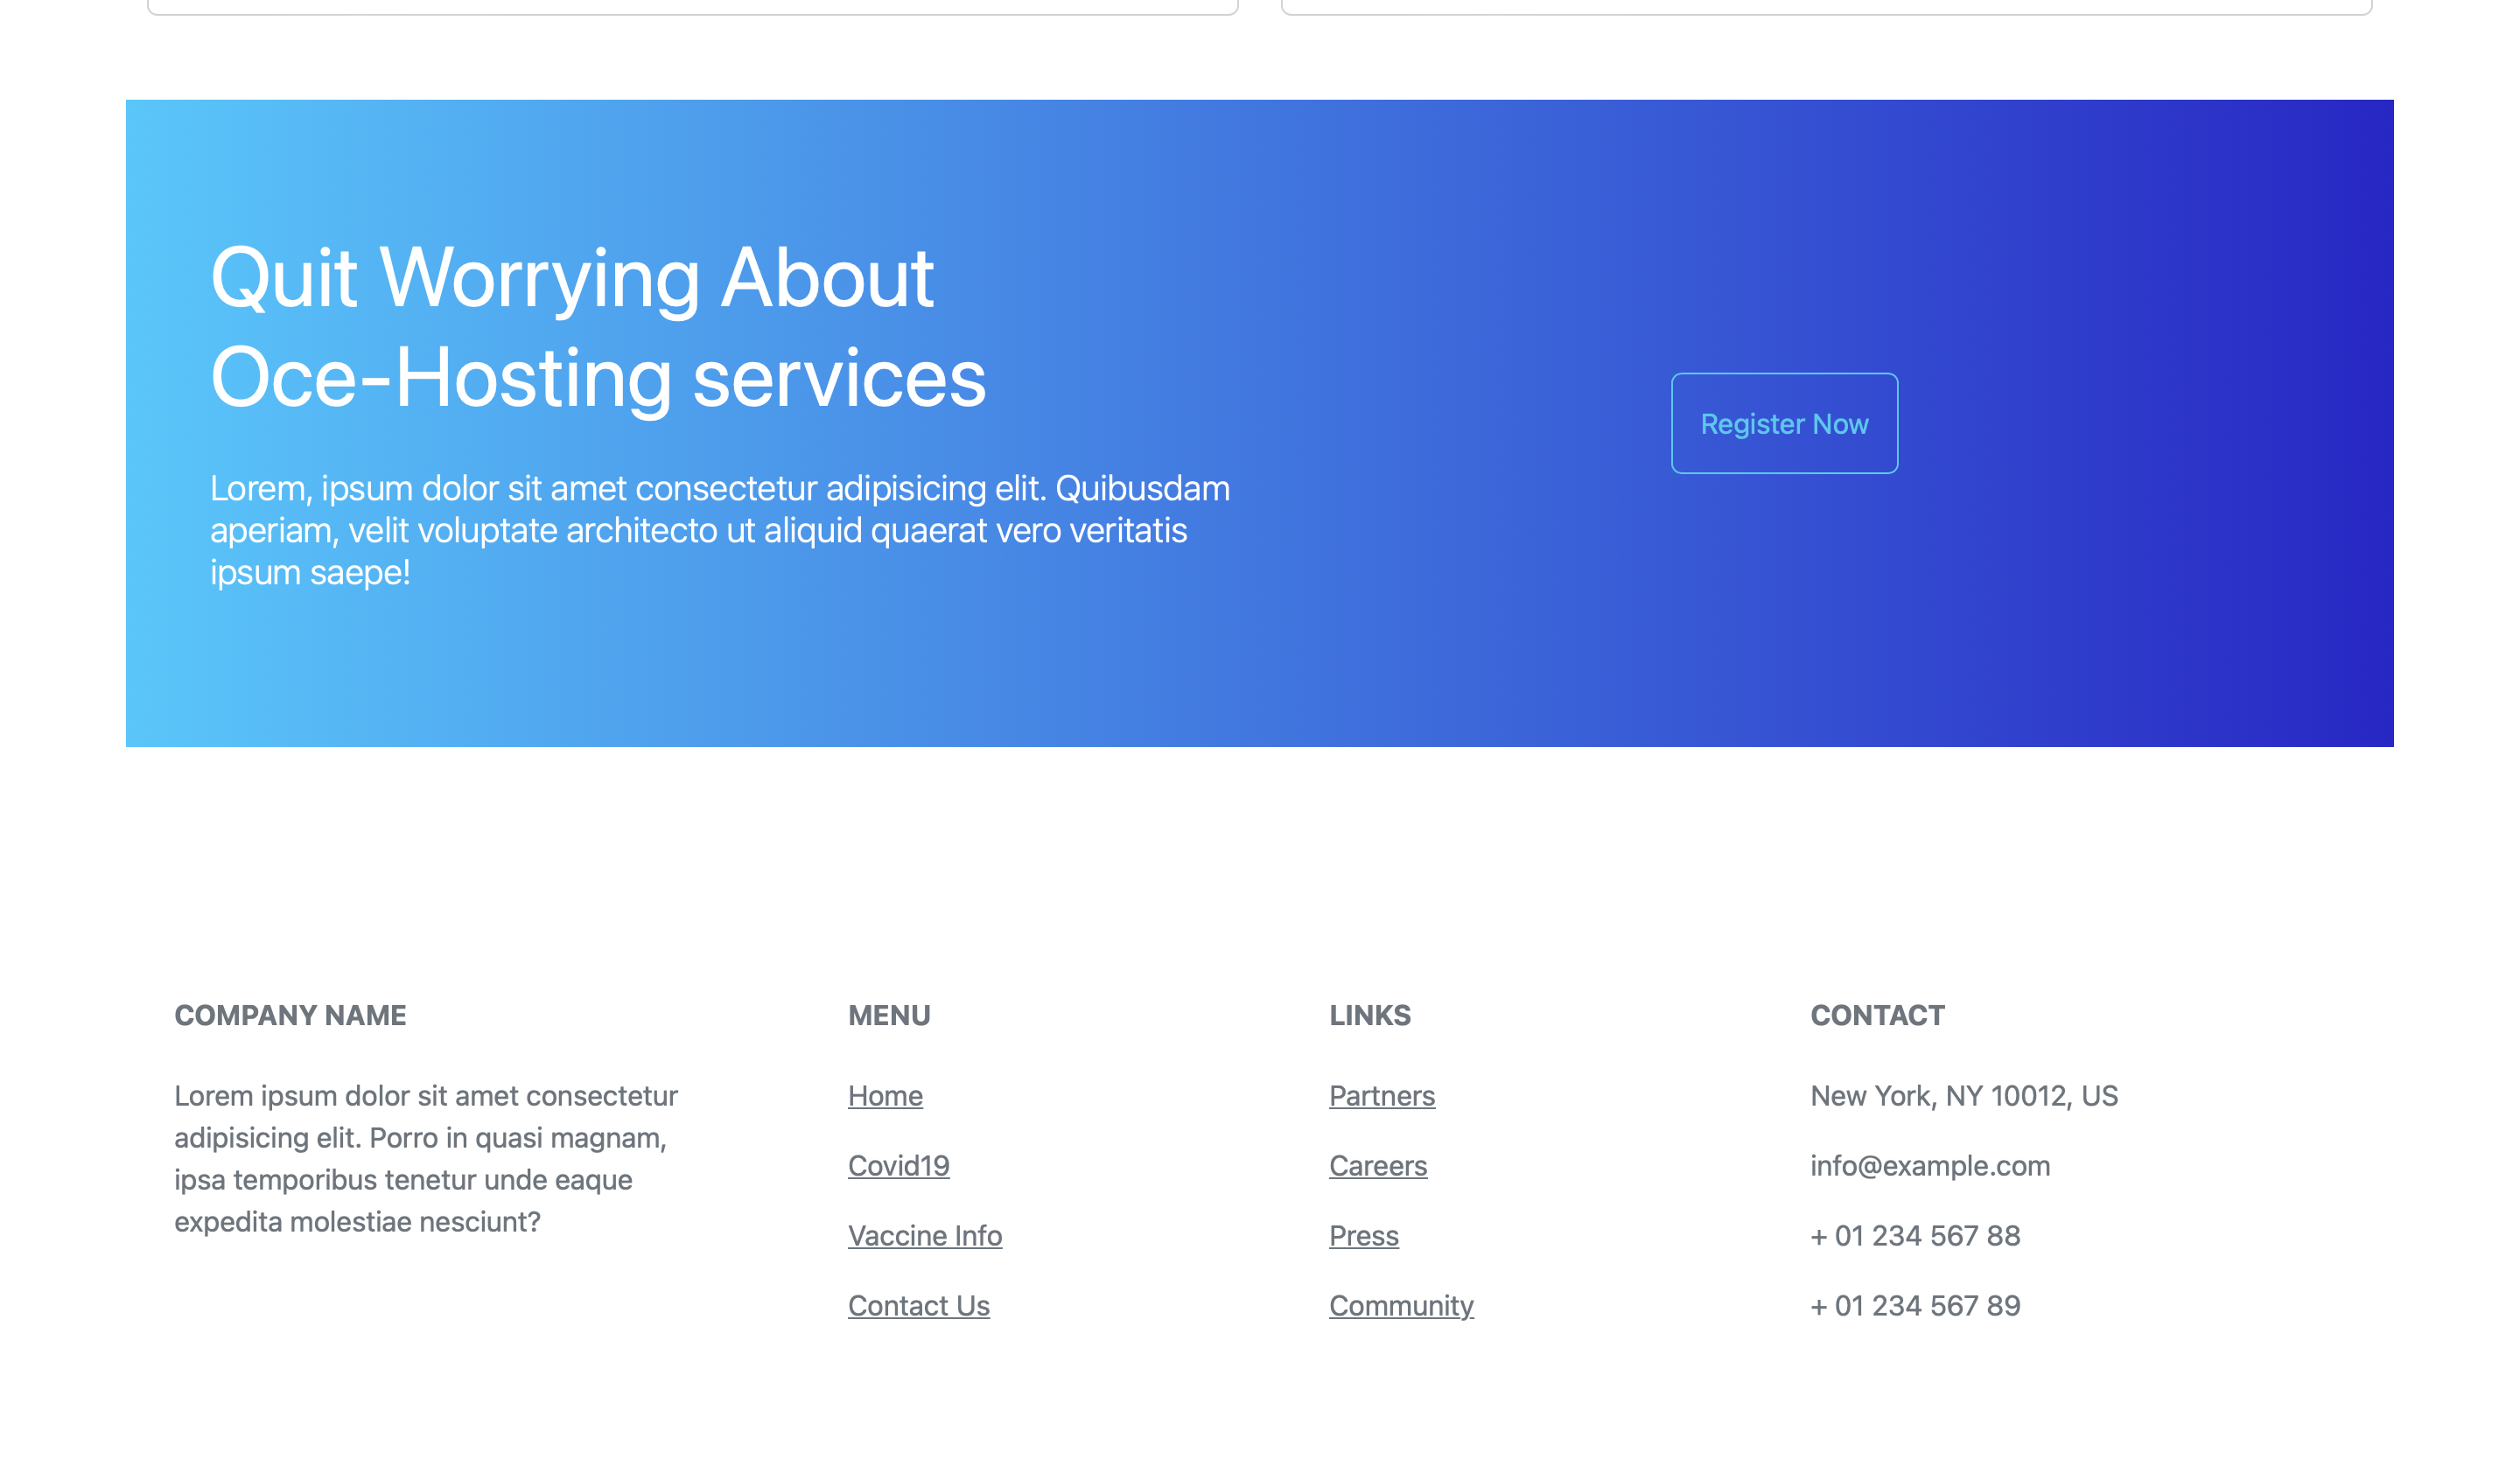 Quit Worrying About
Oce-Hosting services
Lorem, ipsum dolor sit amet consectetur adipisicing elit. Quibusdam
aperiam, velit voluptate architecto ut aliquid quaerat vero veritatis
ipsum saepe!
Register Now
COMPANY NAME
Lorem ipsum dolor sit amet consectetur
adipisicing elit. Porro in quasi magnam,
ipsa temporibus tenetur unde eaque
expedita molestiae nesciunt?
MENU
Home
Covid19
Vaccine Info
Contact Us
LINKS
Partners
Careers
Press
Community
CONTACT
New York, NY 10012, US
info@example.com
+ 01 234 567 88
+ 01 234 567 89